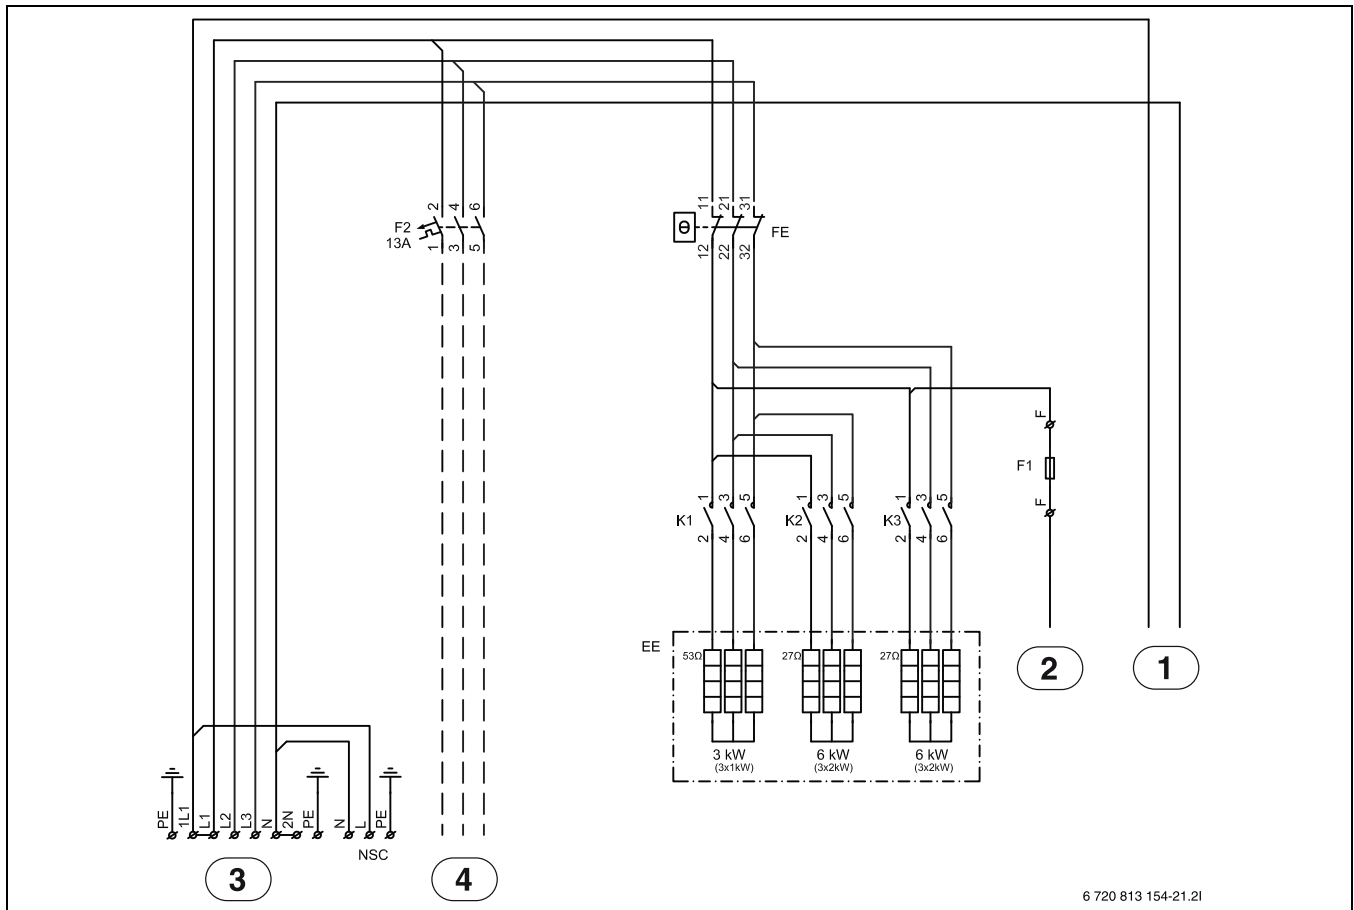 2 4 6
F2
13A
1 3 5
11 21 31
θ
FE
12 22 32
F
F1
F
1 3 5
K1
2 4 6
1 3 5
K2
2 4 6
1 3 5
K3
2 4 6
EE
53Ω
27Ω
27Ω
3 kW
(3x1kW)
6 kW
(3x2kW)
6 kW
(3x2kW)
2
1
PE 1L1 L1 L2 L3 N 2N PE N L PE
NSC
3
4
6 720 813 154-21.2I